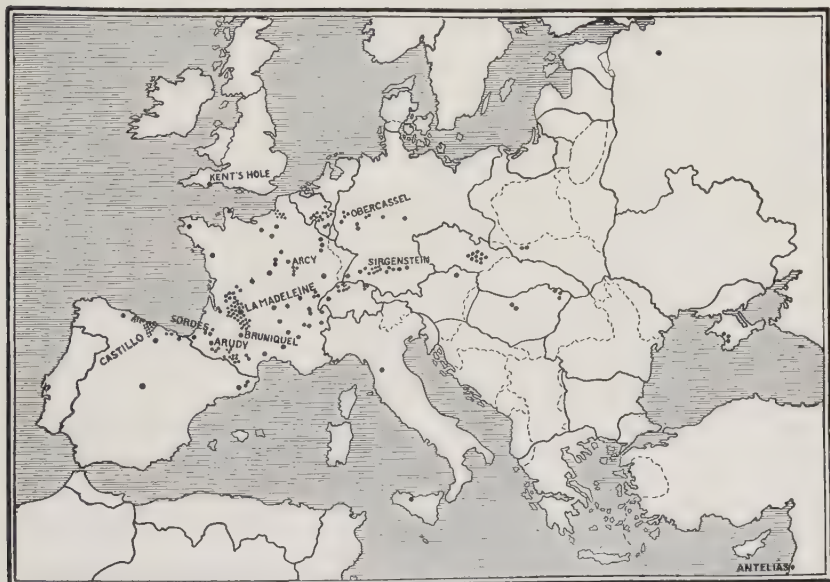 KENT'S HOLE
OBERCASSEL
ARCY
SIRGENSTEIN
LA MADELEINE
SORDES
CASTILLO
ARUDY
BRUNIQUEL
ANTELIAS